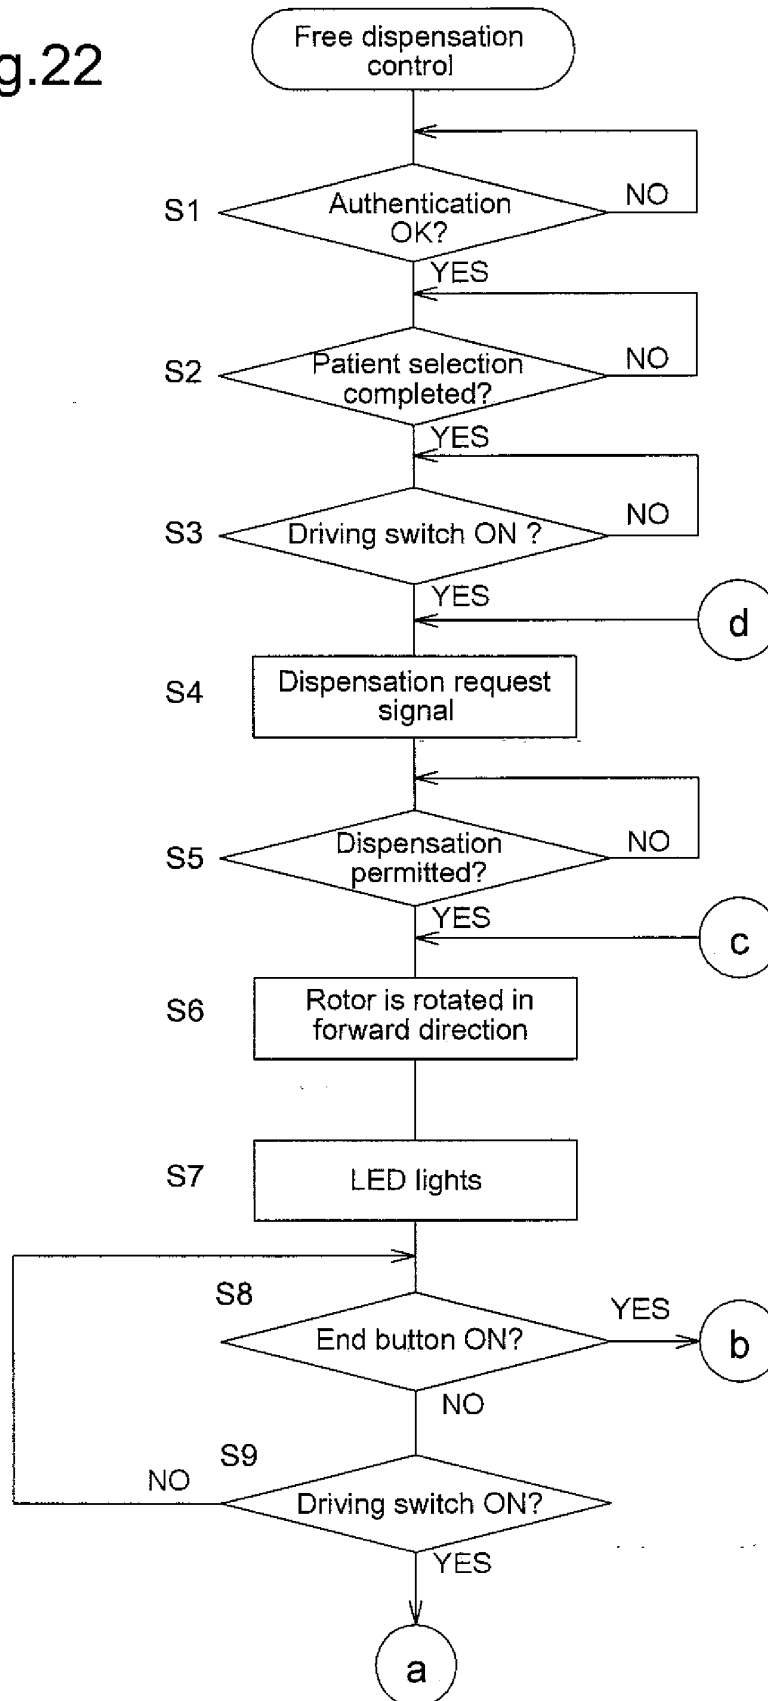 g.22
Free dispensation
control
S1
Authentication
OK?
NO
YES
S2
Patient selection
completed?
NO
YES
S3
Driving switch ON ?
NO
YES
d
S4
Dispensation request
signal
S5
Dispensation
permitted?
NO
YES
c
S6
Rotor is rotated in
forward direction
S7
LED lights
S8
End button ON?
YES
b
NO
S9
NO
Driving switch ON?
YES
a